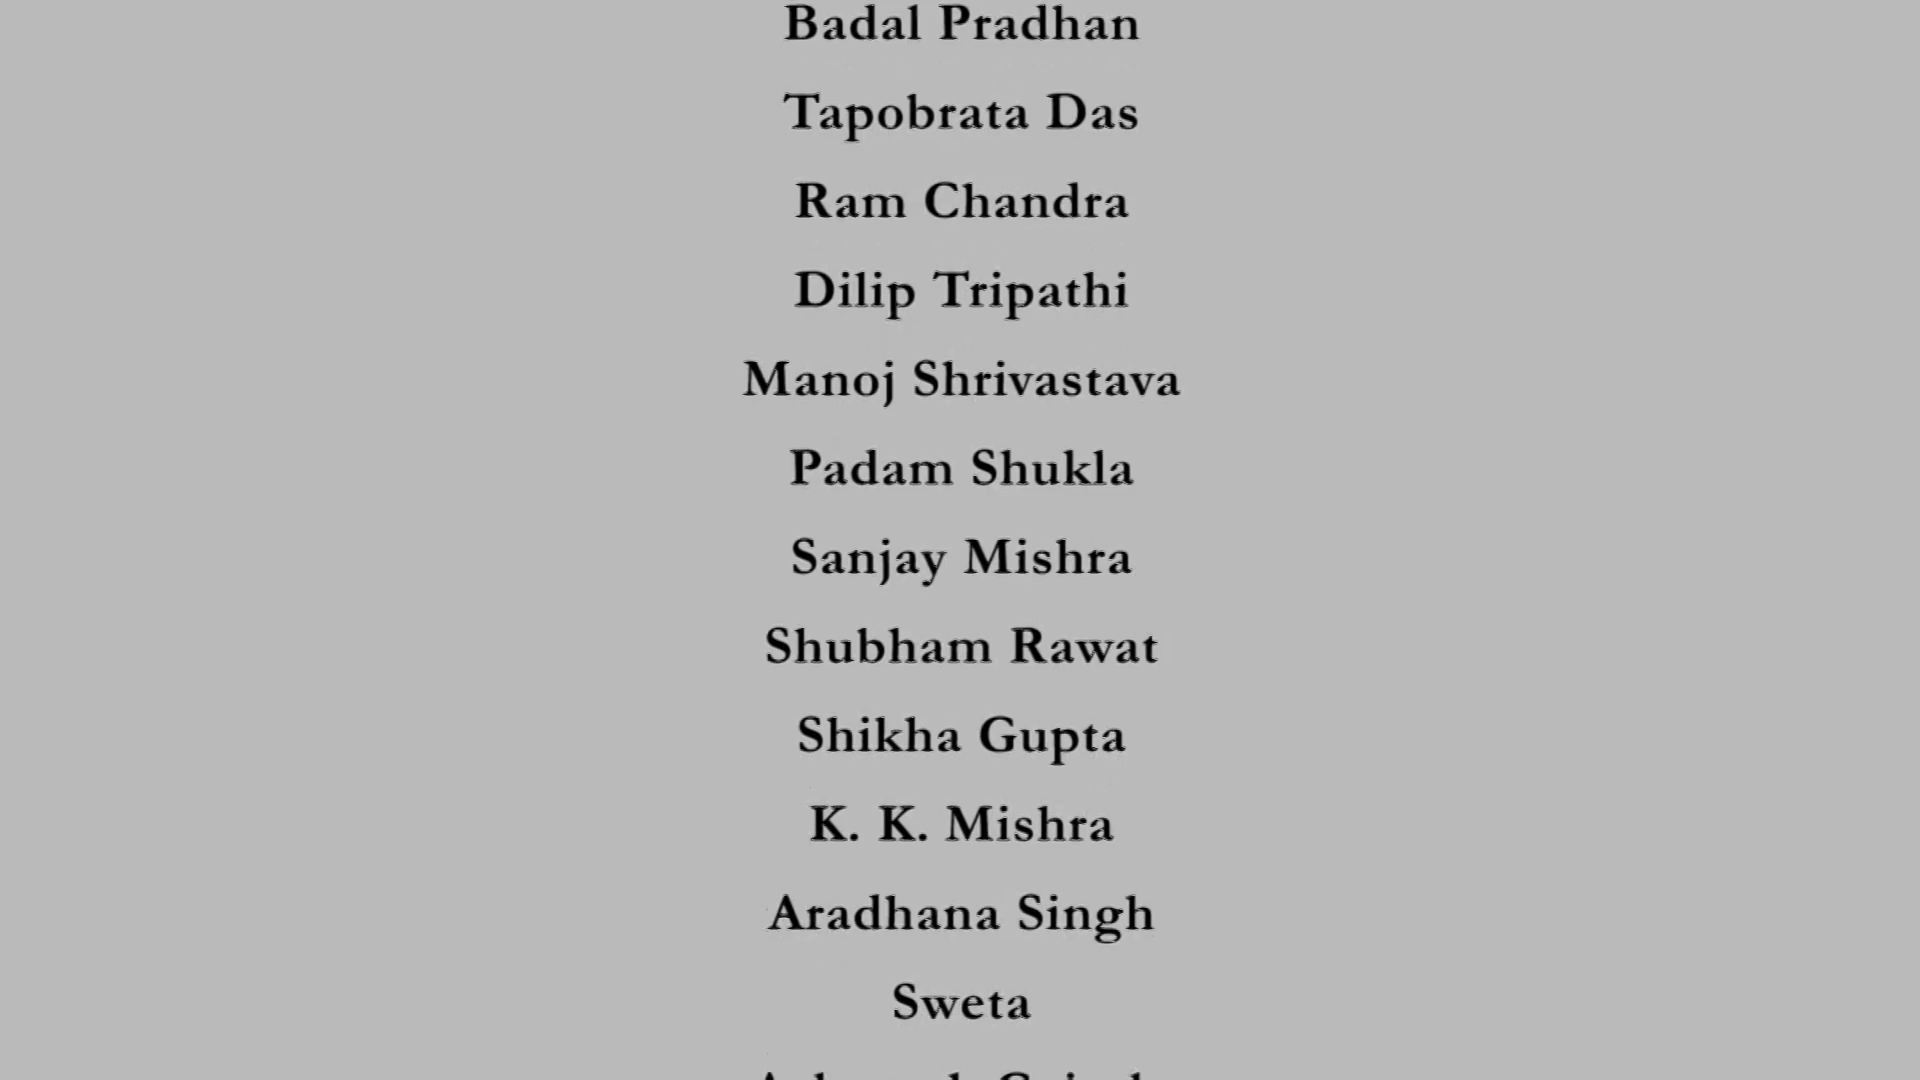 Badal Pradhan
Tapobrata Das
Ram Chandra
Dilip Tripathi
Manoj Shrivastava
Padam Shukla
Sanjay Mishra
Shubham Rawat
Shikha Gupta
K. K. Mishra
Aradhana Singh
Sweta